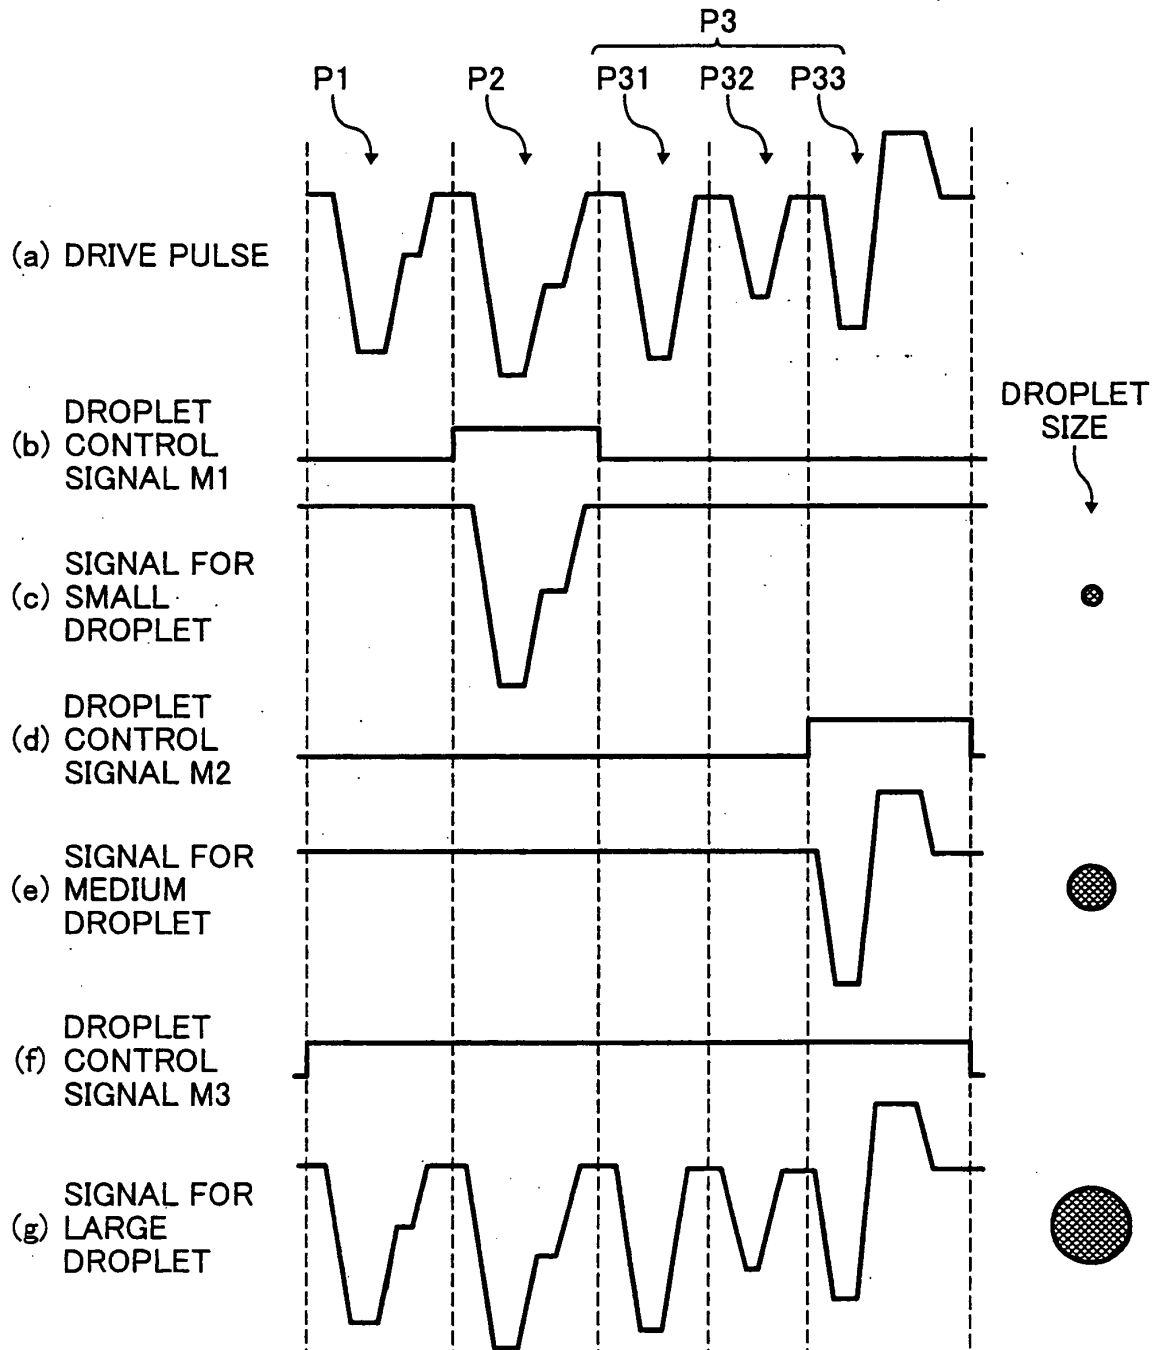 P3
P1
P2
P31
P32
P33
(a) DRIVE PULSE
DROPLET
(b) CONTROL
SIGNAL M1
DROPLET
SIZE
SIGNAL FOR
(c) SMALL
DROPLET
DROPLET
(d) CONTROL
SIGNAL M2
SIGNAL FOR
(e) MEDIUM
DROPLET
DROPLET
(f) CONTROL
SIGNAL M3
SIGNAL FOR
(g) LARGE
DROPLET